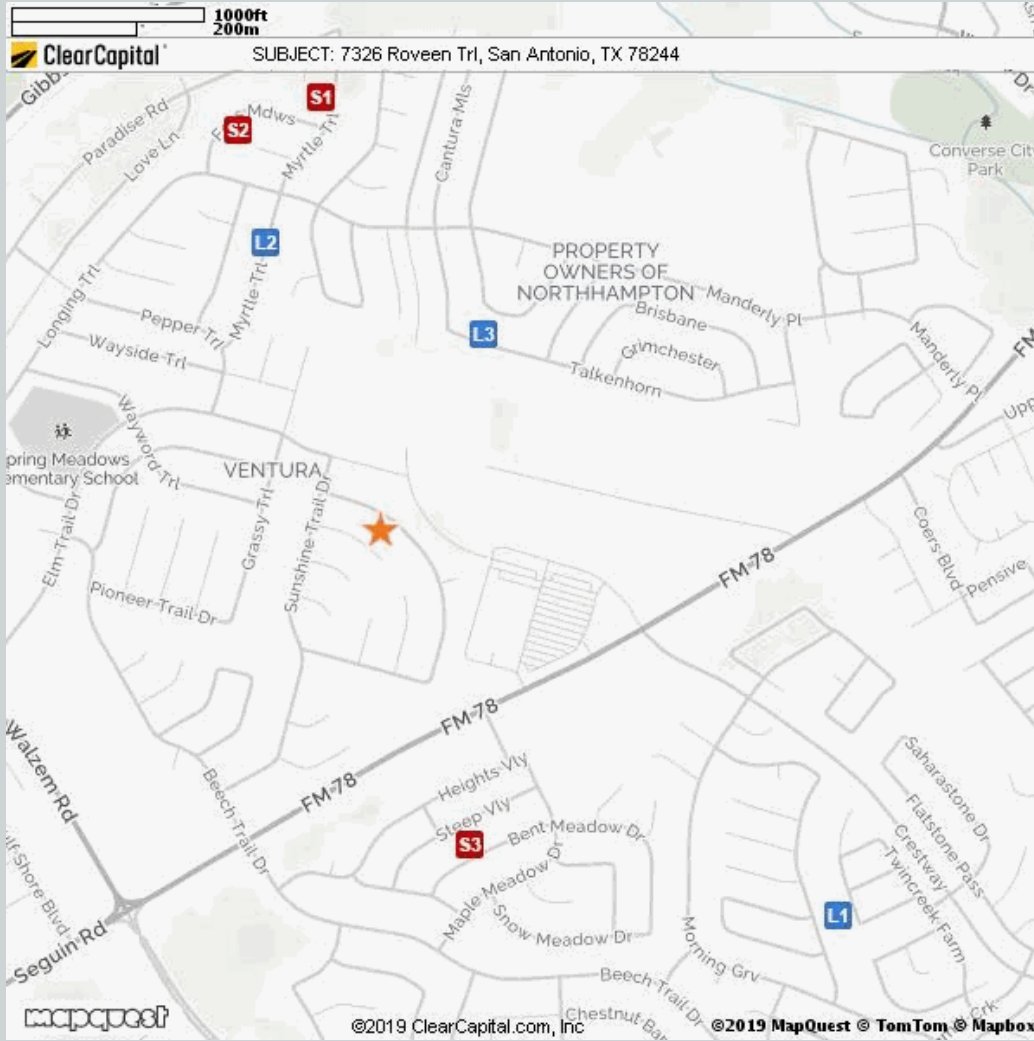 1000ft
200m
ClearCapital
SUBJECT: 7326 Roveen Trl, San Antonio, TX 78244
S1
S2
Mdws
Paradise Rd
Love Ln
Myrtle-Trl
Cantura Mls
Converse City
Park
L2
PROPERTY
OWNERS OF
NORTHHAMPTON
Manderly Pl
Longing-Trl
Myrtle-Trl
Pepper-Trl
Wayside Trl
L3
Brisbane
Grimchester
Talkenhorn
Manderly Pl
FM
Upp
Wayword-Trl
pring Meadows
ementary School
VENTURA
Grassy-Trl
Sunshine-Trail-Dr
Elm-Trail-Dr
Pioneer-Trail-Dr
Coers-Blvd
Pensive
FM-78
FM-78
FM-78
Walzem Rd
Beech-Trail-Dr
Heights-Vly
Steep-Vly
S3
Bent Meadow Dr
Maple Meadow Dr
Snow-Meadow Dr
Saharastone Dr
Flatstone Pass
Crestway
Twincreek Farm
L1
lf-Shore Blvd
Seguin Rd
Morning Grv
Beech-Trail-Dr
Chestnut-Bar
mapquest
©2019 ClearCapital.com, Inc
©2019 MapQuest © TomTom © Mapbox